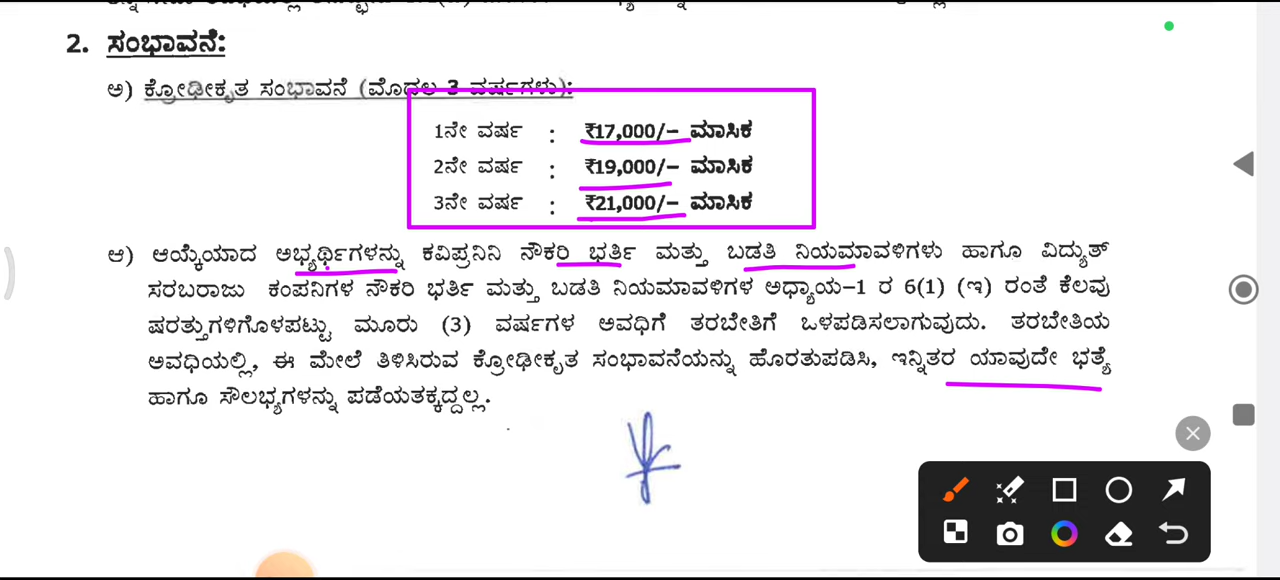 2. ಸಂಭಾವನೆ:
ಅ) ಕ್ರೋಢೀಕೃತ ಸಂಭಾವನೆ (ಮೊದಲ 3 ವರ್ಷಗಳು):
1ನೇ ವರ್ಷ : ₹17,000/- ಮಾಸಿಕ
2ನೇ ವರ್ಷ : ₹19,000/- ಮಾಸಿಕ
3ನೇ ವರ್ಷ : ₹21,000/- ಮಾಸಿಕ
ಆ) ಆಯ್ಕೆಯಾದ ಅಭ್ಯರ್ಥಿಗಳನ್ನು ಕವಿಪ್ರನಿನಿ ನೌಕರಿ ಭರ್ತಿ ಮತ್ತು ಬಡತಿ ನಿಯಮಾವಳಿಗಳು ಹಾಗೂ ವಿದ್ಯುತ್
ಸರಬರಾಜು ಕಂಪನಿಗಳ ನೌಕರಿ ಭರ್ತಿ ಮತ್ತು ಬಡತಿ ನಿಯಮಾವಳಿಗಳ ಅಧ್ಯಾಯ-1 ರ 6(1) (ಇ) ರಂತೆ ಕೆಲವು
ಷರತ್ತುಗಳಿಗೊಳಪಟ್ಟು ಮೂರು (3) ವರ್ಷಗಳ ಅವಧಿಗೆ ತರಬೇತಿಗೆ ಒಳಪಡಿಸಲಾಗುವುದು. ತರಬೇತಿಯ
ಅವಧಿಯಲ್ಲಿ, ಈ ಮೇಲೆ ತಿಳಿಸಿರುವ ಕ್ರೋಢೀಕೃತ ಸಂಭಾವನೆಯನ್ನು ಹೊರತುಪಡಿಸಿ, ಇನ್ನಿತರ ಯಾವುದೇ ಭತ್ಯೆ
ಹಾಗೂ ಸೌಲಭ್ಯಗಳನ್ನು ಪಡೆಯತಕ್ಕದ್ದಲ್ಲ.